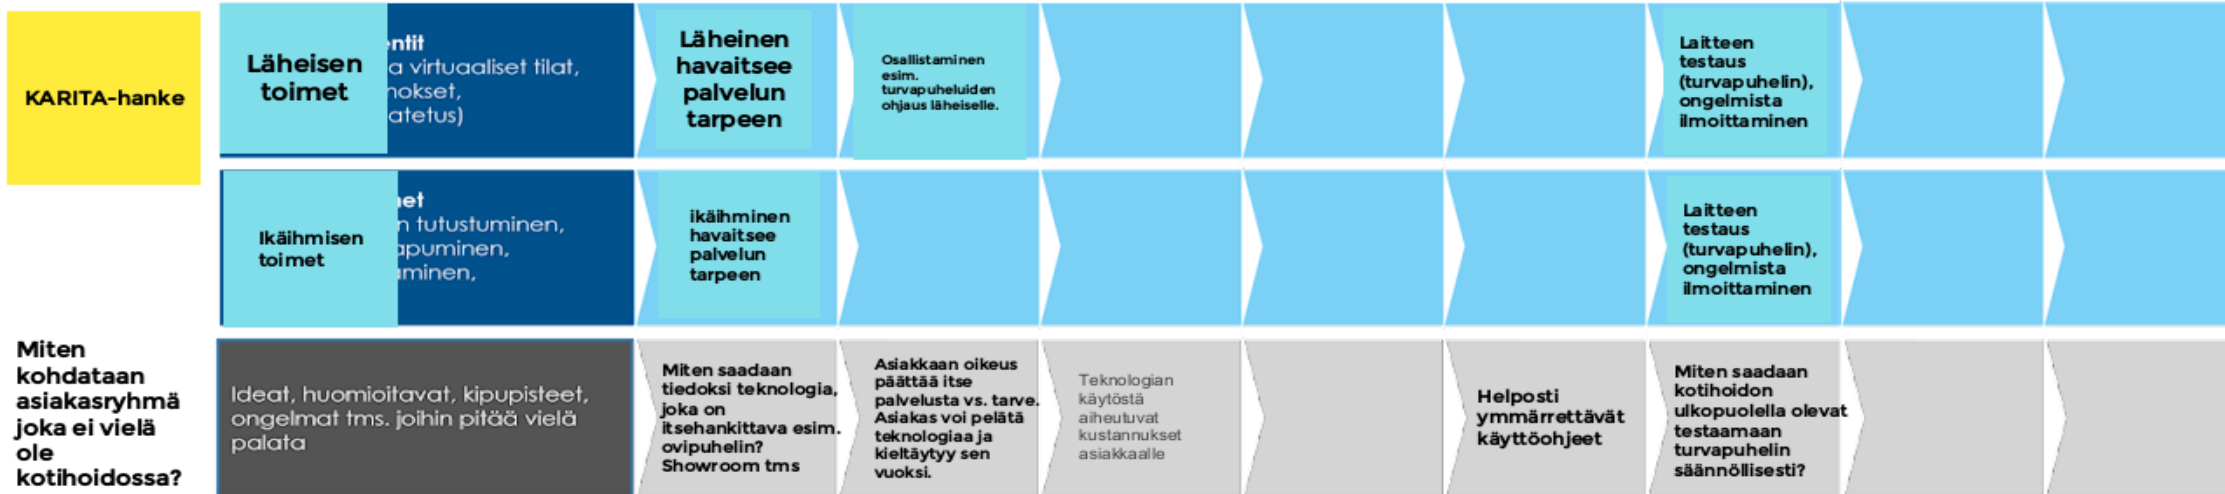 KARITA-hanke
Läheisen
toimet
entit
a virtuaaliset tilat,
nokset,
atetus)
Läheinen
havaitsee
palvelun
tarpeen
Osallistaminen
esim.
turvapuheluiden
ohjaus läheiselle.
Laitteen
testaus
(turvapuhelin),
ongelmista
ilmoittaminen
Ikäihmisen
toimet
et
n tutustuminen,
apuminen,
aminen,
ikäihminen
havaitsee
palvelun
tarpeen
Laitteen
testaus
(turvapuhelin),
ongelmista
ilmoittaminen
Miten
kohdataan
asiakasryhmä
joka ei vielä
ole
kotihoidossa?
Ideat, huomioitavat, kipupisteet,
ongelmat tms. joihin pitää vielä
palata
Miten saadaan
tiedoksi teknologia,
joka on
itsehankittava esim.
ovipuhelin?
Showroom tms
Asiakkaan oikeus
päättää itse
palvelusta vs. tarve.
Asiakas voi pelätä
teknologiaa ja
kieltäytyy sen
vuoksi.
Teknologian
käytöstä
aiheutuvat
kustannukset
asiakkaalle
Helposti
ymmärrettävät
käyttöohjeet
Miten saadaan
kotihoidon
ulkopuolella olevat
testaamaan
turvapuhelin
säännöllisesti?